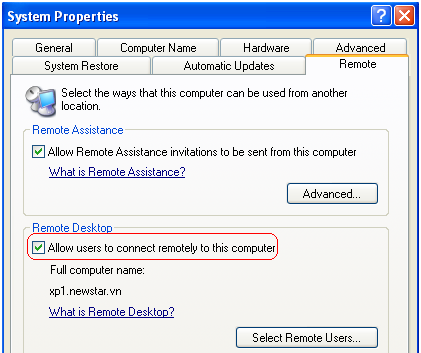 System Properties
General
Computer Name
Hardware
Advanced
System Restore
Automatic Updates
Remote
Select the ways that this computer can be used from another
location.
Remote Assistance
Allow Remote Assistance invitations to be sent from this computer
What is Remote Assistance?
Advanced...
Remote Desktop
Allow users to connect remotely to this computer
Full computer name:
xp1.newstar.vn
What is Remote Desktop?
Select Remote Users...